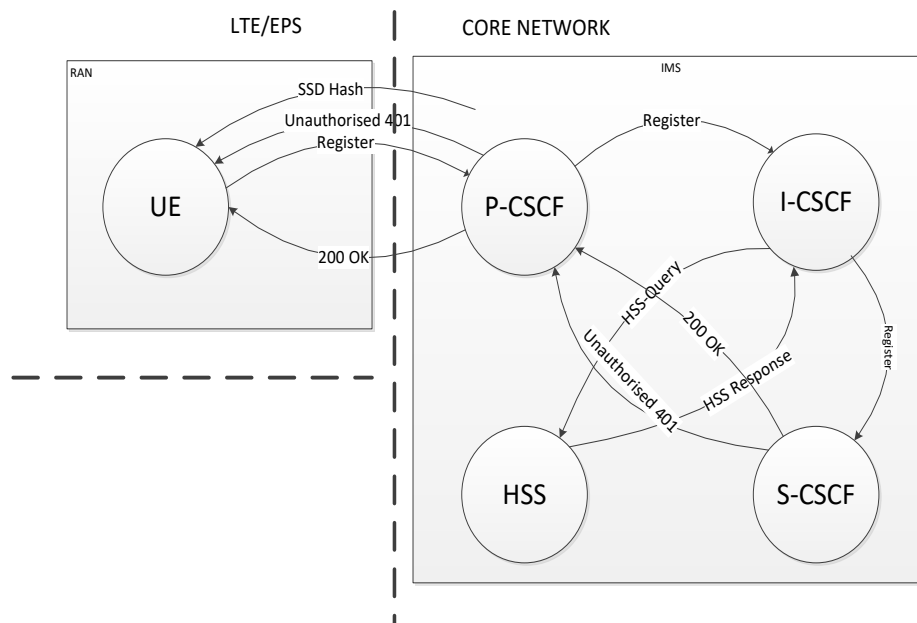 LTE/EPS
CORE NETWORK
RAN
IMS
SSD Hash
Unauthorised 401
Register
Register
UE
P-CSCF
I-CSCF
200 OK
HSS-Query
200 OK
Register
Unauthorised 401
HSS Response
HSS
S-CSCF